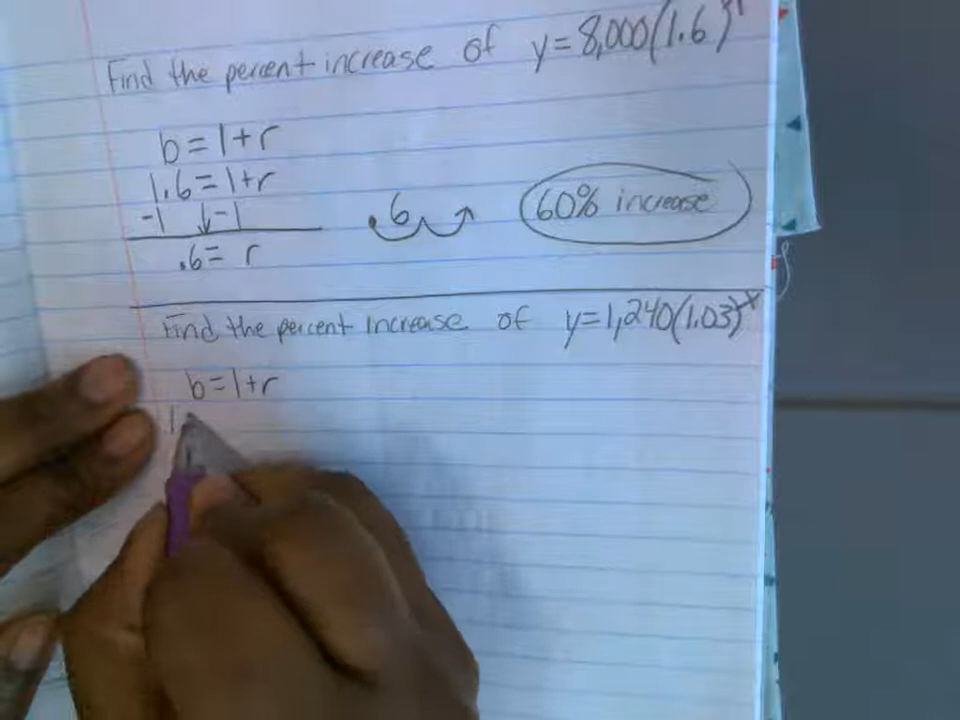 Find the percent increase of y=8,000(1.6)
b=1+r
1.6=1+r
-1 ↓-1
.6= r
.6
60% increase
Find the percent increase of y=1,240(1.03)^x
b=1+r
1